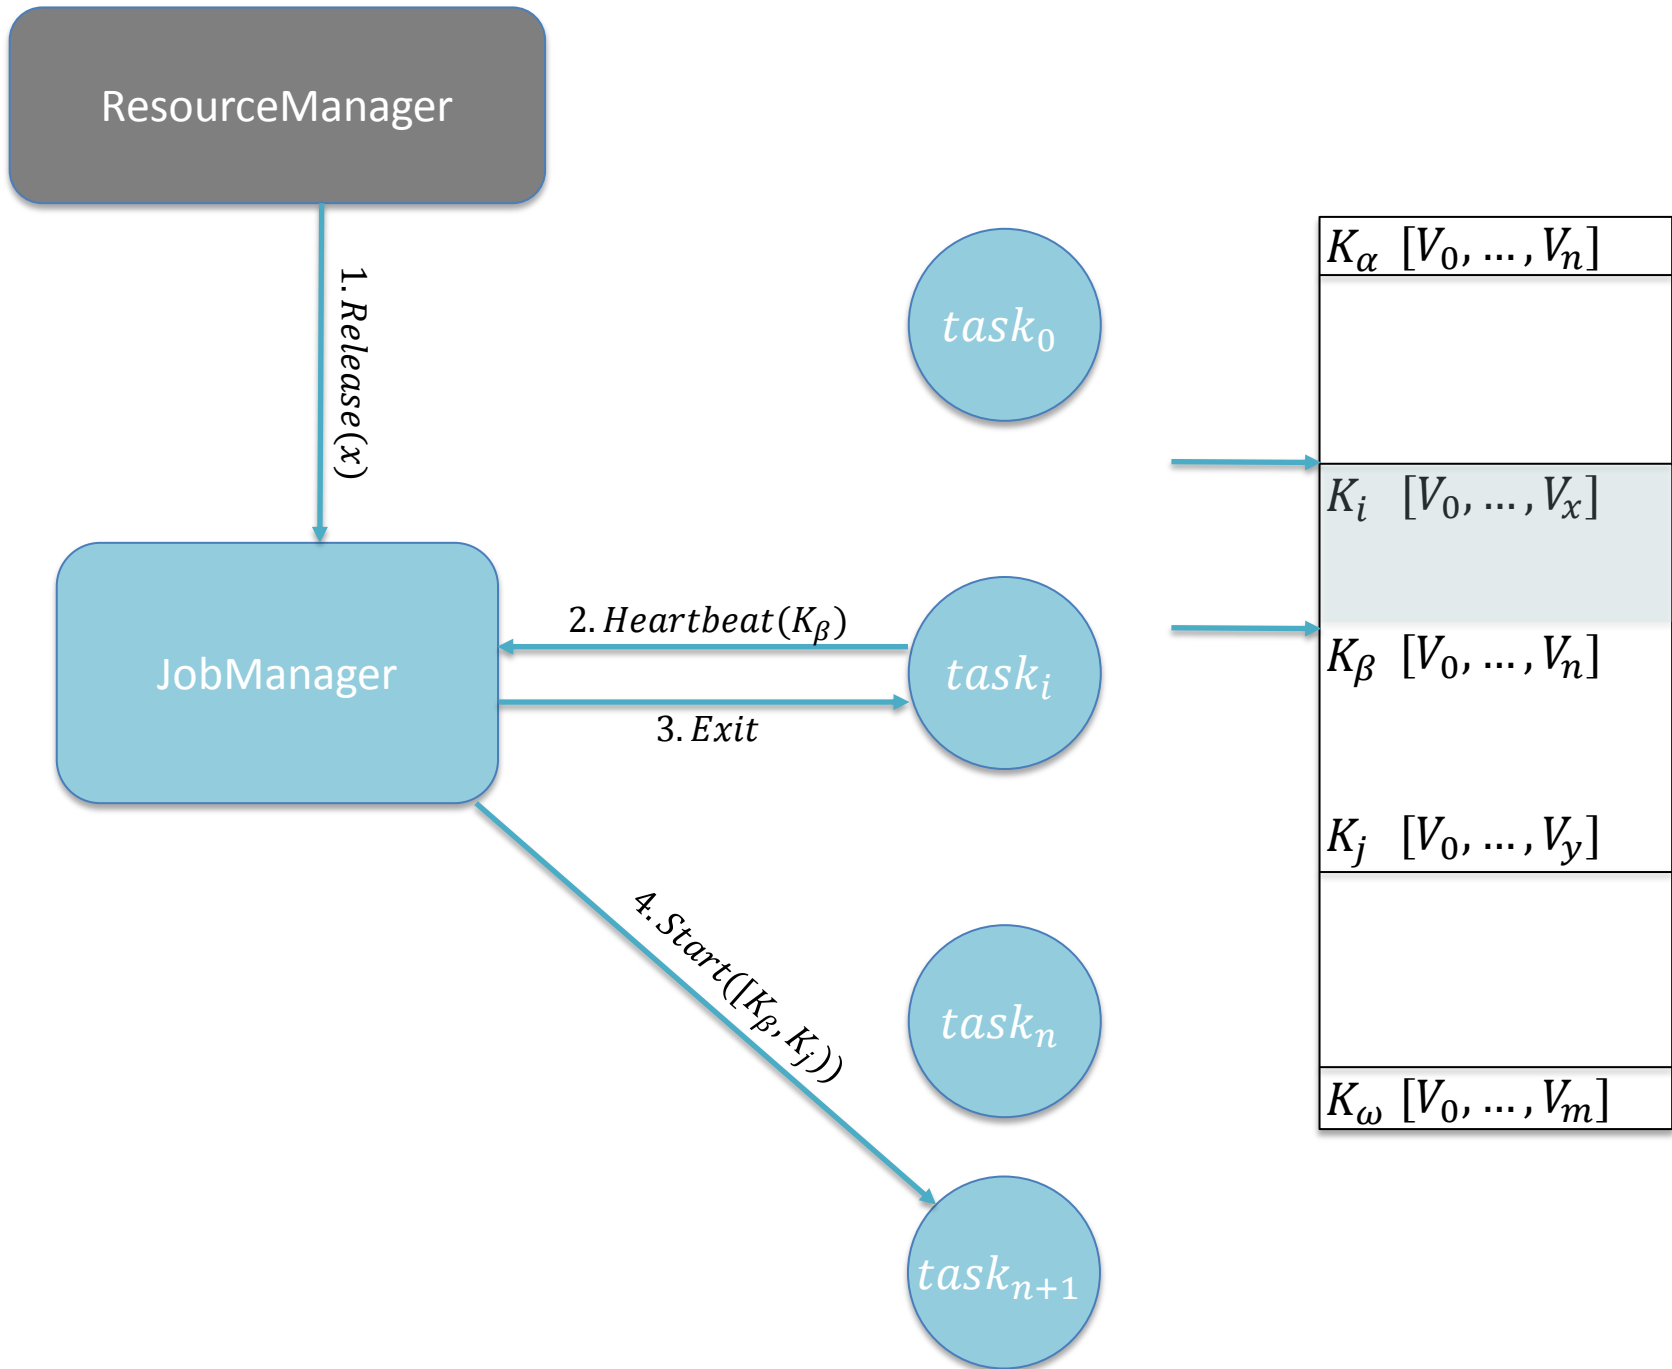 ResourceManager
1. Release(x)
JobManager
2. Heartbeat(K_β)
3. Exit
4. Start([K_β, K_j))
task_0
task_i
task_n
task_{n+1}
K_α [V_0, … , V_n]
K_i [V_0, … , V_x]
K_β [V_0, … , V_n]
K_j [V_0, … , V_y]
K_ω [V_0, … , V_m]